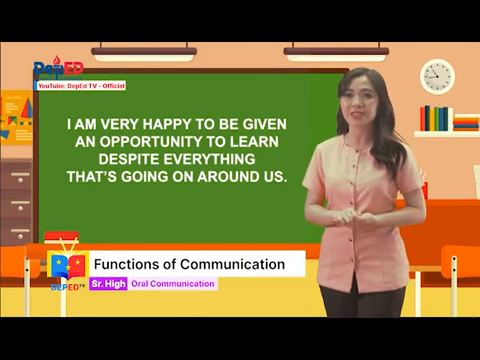 DepED
YouTube: DepEd TV - Official
I AM VERY HAPPY TO BE GIVEN
AN OPPORTUNITY TO LEARN
DESPITE EVERYTHING
THAT'S GOING ON AROUND US.
Functions of Communication
Sr. High
Oral Communication
DEPED TV